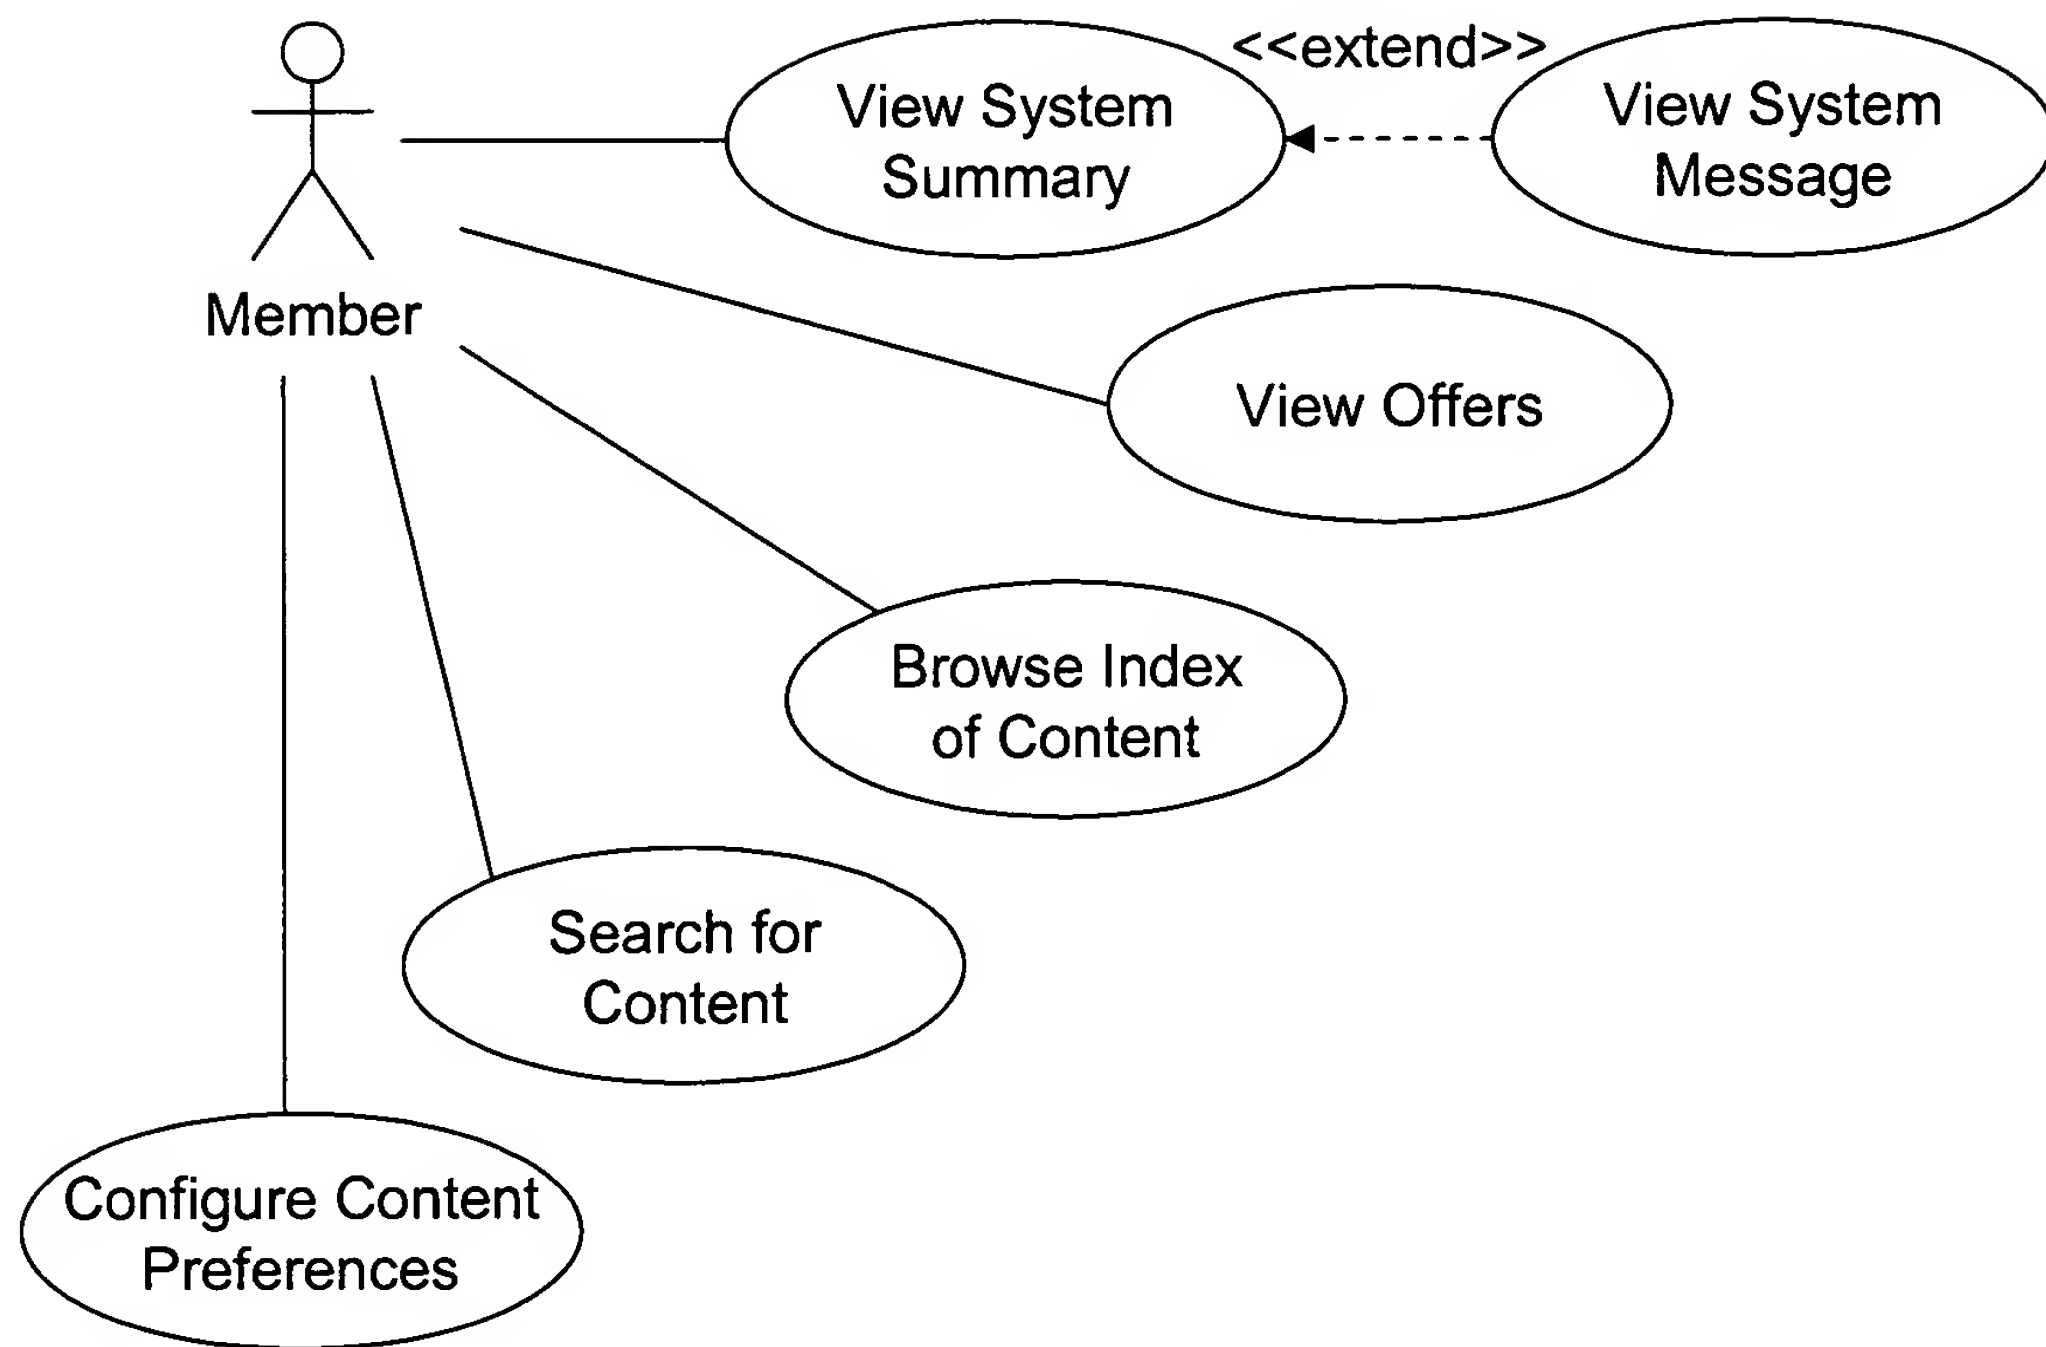 <<extend>>
View System
Summary
View System
Message
Member
View Offers
Browse Index
of Content
Search for
Content
Configure Content
Preferences